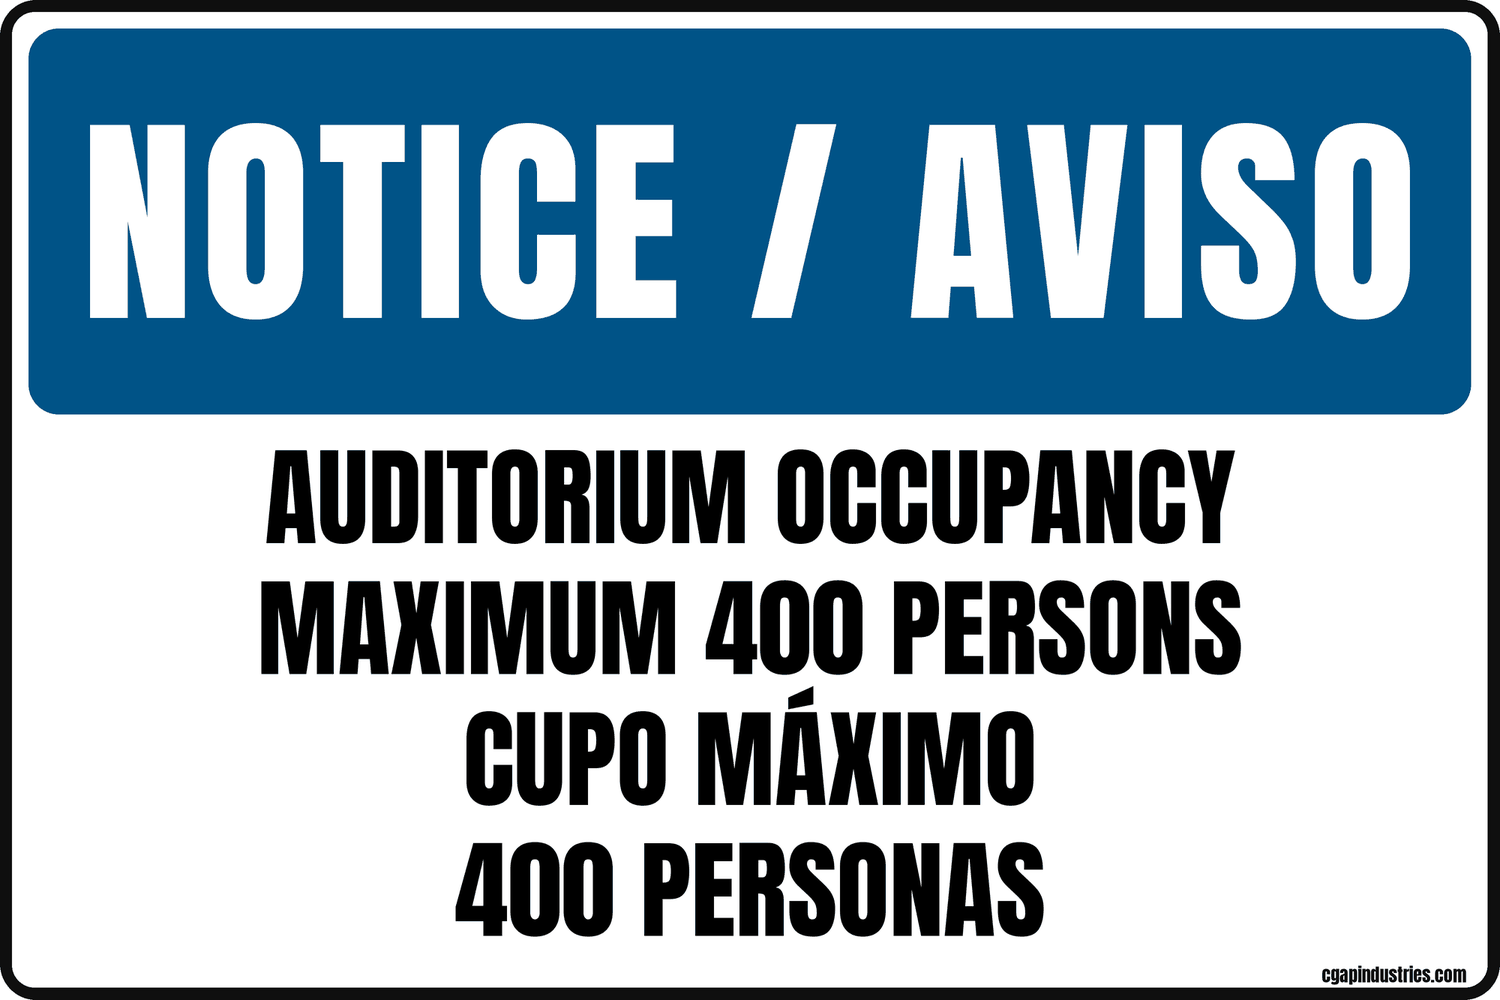 NOTICE / AVISO
AUDITORIUM OCCUPANCY
MAXIMUM 400 PERSONS
CUPO MÁXIMO
400 PERSONAS
cgapindustries.com